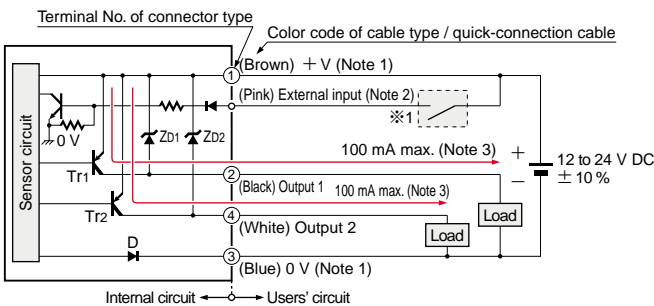 Terminal No. of connector type
Color code of cable type / quick-connection cable
1 (Brown) + V (Note 1)
(Pink) External input (Note 2)
※1
Sensor circuit
0 V
ZD1 ZD2
100 mA max. (Note 3)
+
12 to 24 V DC
−
± 10 %
Tr1
2
(Black) Output 1 100 mA max. (Note 3)
Tr2
4
Load
(White) Output 2
Load
D
3
(Blue) 0 V (Note 1)
Internal circuit Users' circuit